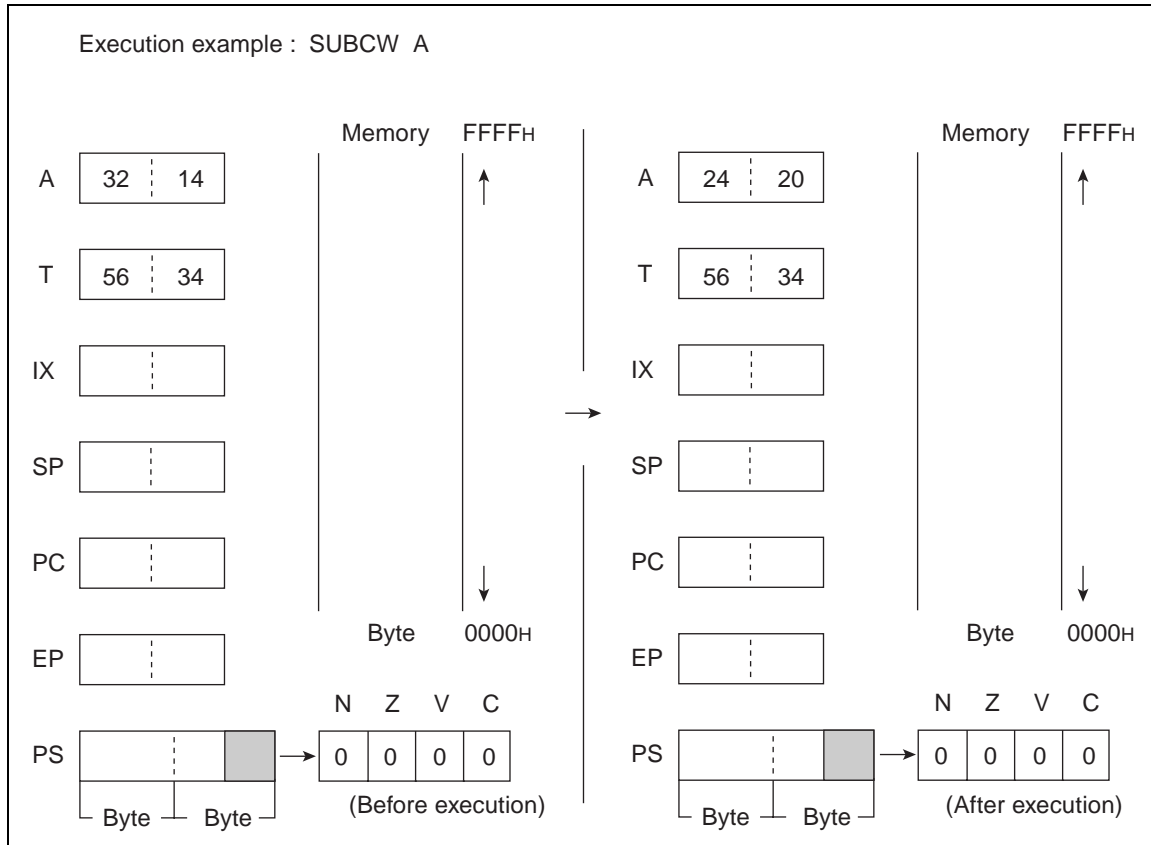 Execution example : SUBCW A
Memory FFFFH
A 32 14
T 56 34
IX
SP
PC
EP
Byte 0000H
N Z V C
PS 0 0 0 0
Byte Byte
(Before execution)
Memory FFFFH
A 24 20
T 56 34
IX
SP
PC
EP
Byte 0000H
N Z V C
PS 0 0 0 0
Byte Byte
(After execution)